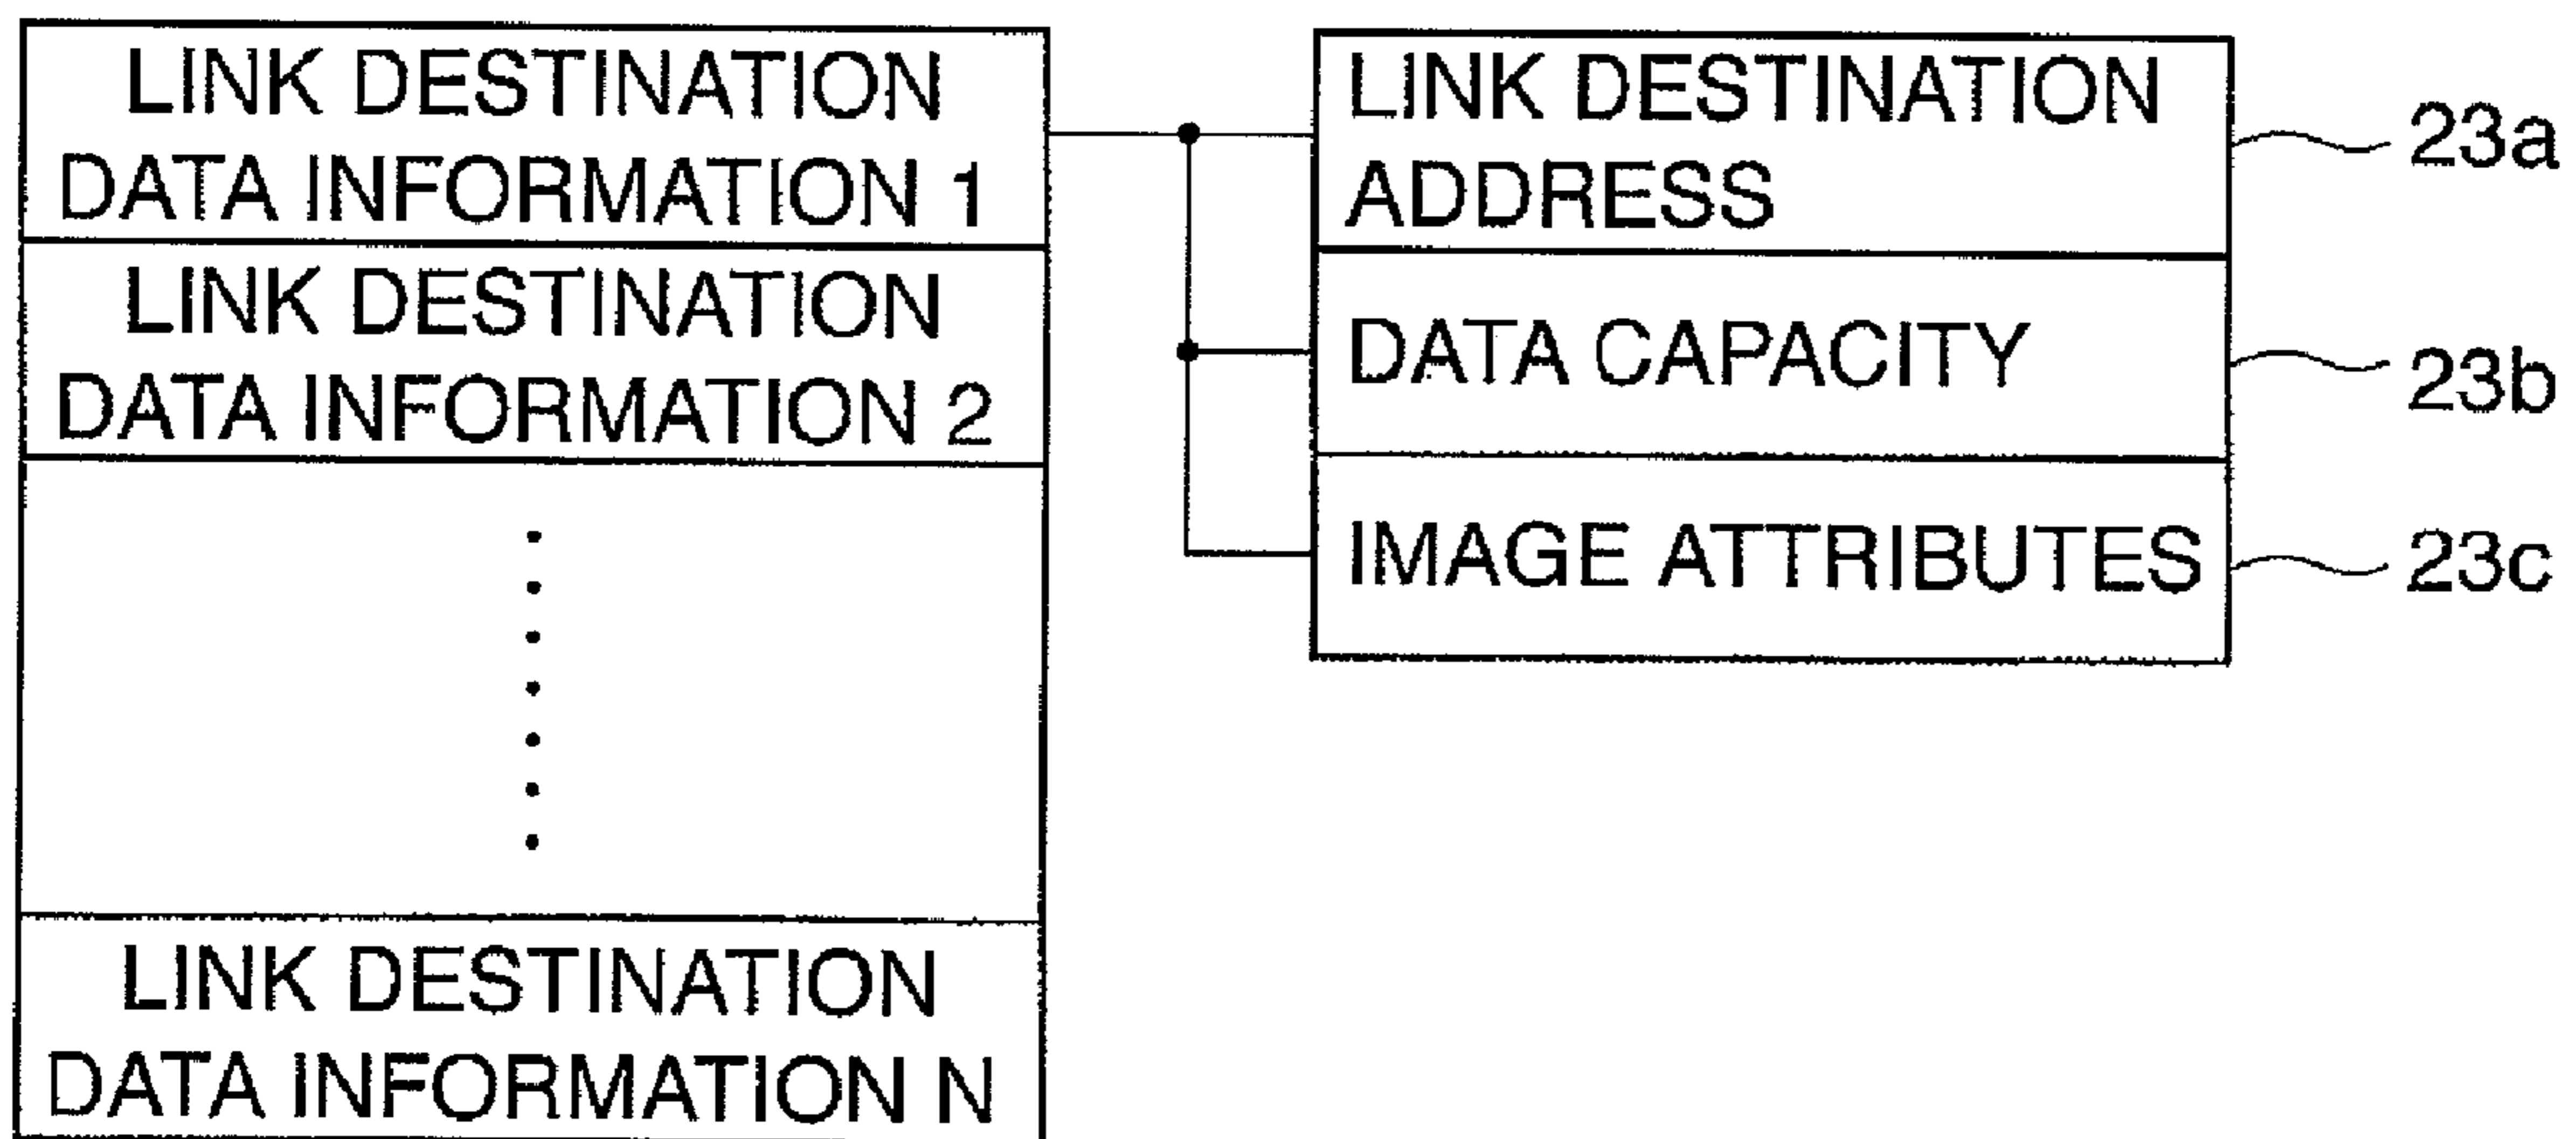 LINK DESTINATION
DATA INFORMATION 1
LINK DESTINATION
DATA INFORMATION 2
LINK DESTINATION
DATA INFORMATION N
LINK DESTINATION
ADDRESS
23a
DATA CAPACITY
23b
IMAGE ATTRIBUTES
23c